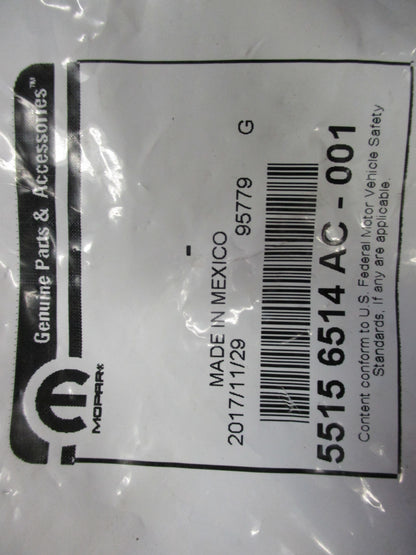 Genuine Parts & Accessories™
MOPAR®
-
MADE IN MEXICO
2017/11/29 95779 G
5515 6514 AC - 001
Content conform to U.S. Federal Motor Vehicle Safety
Standards. If any are applicable.